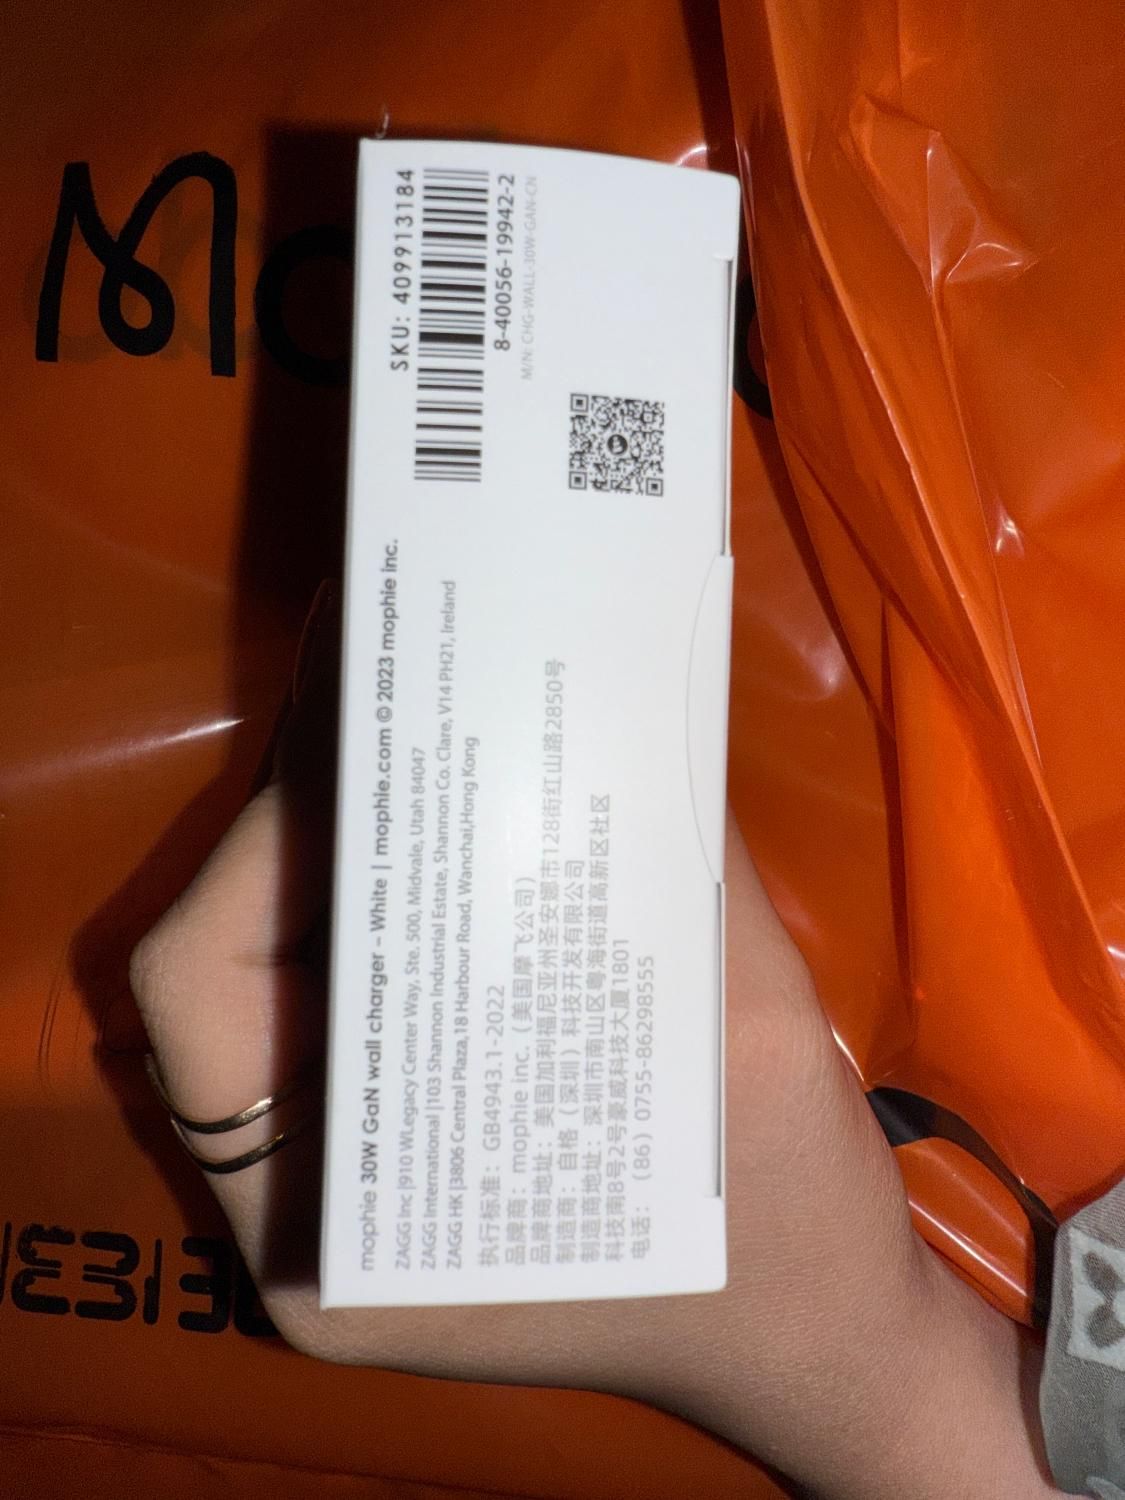 SKU: 409913184
8-40056-19942-2
M/N: CHG-WALL-30W-GAN-CN
mophie 30W GaN wall charger – White | mophie.com © 2023 mophie inc.
ZAGG Inc |910 WLegacy Center Way, Ste. 500, Midvale, Utah 84047
ZAGG International |103 Shannon Industrial Estate, Shannon Co. Clare, V14 PH21, Ireland
ZAGG HK |3806 Central Plaza,18 Harbour Road, Wanchai,Hong Kong
执行标准：GB4943.1-2022
品牌商：mophie inc.（美国摩飞公司）
品牌商地址：美国加利福尼亚州圣安娜市128街红山路2850号
制造商：自格（深圳）科技开发有限公司
制造商地址：深圳市南山区粤海街道高新区社区
科技南8号2号豪威科技大厦1801
电话：（86）0755-86298555